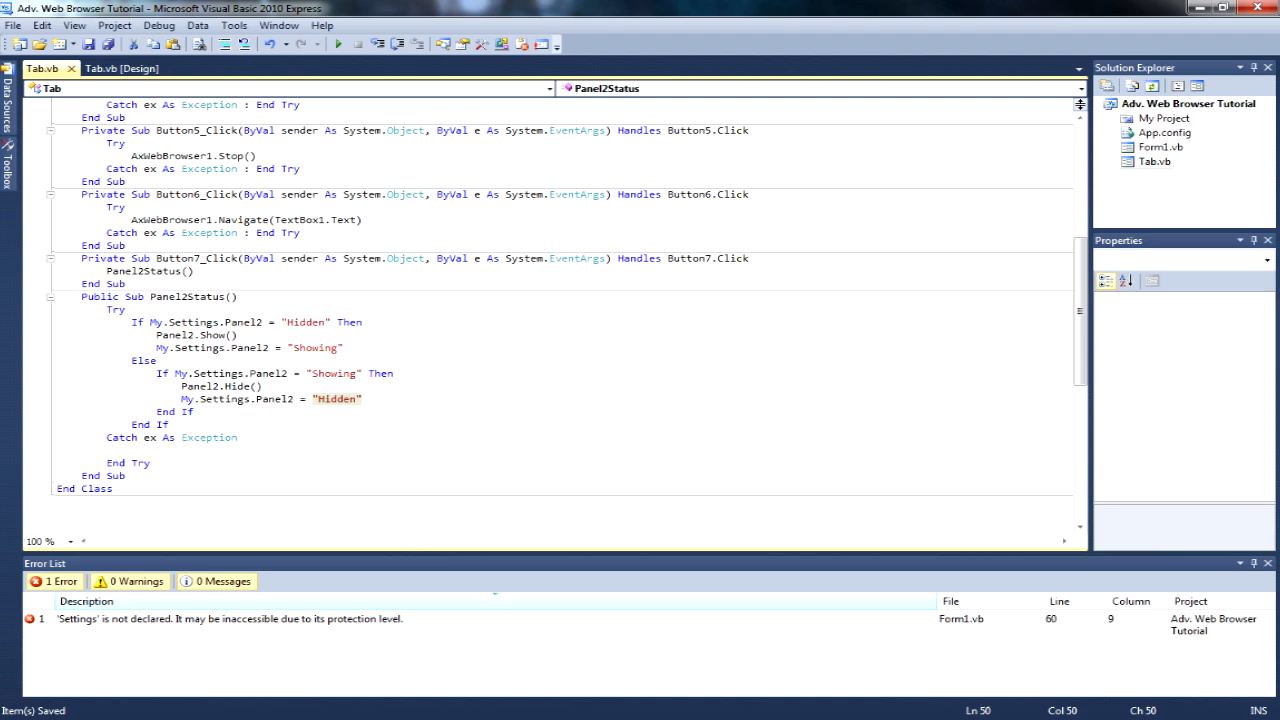 Adv. Web Browser Tutorial - Microsoft Visual Basic 2010 Express
File Edit View Project Debug Data Tools Window Help
Tab.vb Tab.vb [Design]
Tab
Panel2Status
Catch ex As Exception : End Try
End Sub
Private Sub Button5_Click(ByVal sender As System.Object, ByVal e As System.EventArgs) Handles Button5.Click
Try
AxWebBrowser1.Stop()
Catch ex As Exception : End Try
End Sub
Private Sub Button6_Click(ByVal sender As System.Object, ByVal e As System.EventArgs) Handles Button6.Click
Try
AxWebBrowser1.Navigate(TextBox1.Text)
Catch ex As Exception : End Try
End Sub
Private Sub Button7_Click(ByVal sender As System.Object, ByVal e As System.EventArgs) Handles Button7.Click
Panel2Status()
End Sub
Public Sub Panel2Status()
Try
If My.Settings.Panel2 = "Hidden" Then
Panel2.Show()
My.Settings.Panel2 = "Showing"
Else
If My.Settings.Panel2 = "Showing" Then
Panel2.Hide()
My.Settings.Panel2 = "Hidden"
End If
End If
Catch ex As Exception
End Try
End Sub
End Class
100 %
Data Sources
Toolbox
Solution Explorer
Adv. Web Browser Tutorial
My Project
App.config
Form1.vb
Tab.vb
Properties
Error List
1 Error 0 Warnings 0 Messages
Description File Line Column Project
1 'Settings' is not declared. It may be inaccessible due to its protection level. Form1.vb 60 9 Adv. Web Browser
Tutorial
Item(s) Saved Ln 50 Col 50 Ch 50 INS